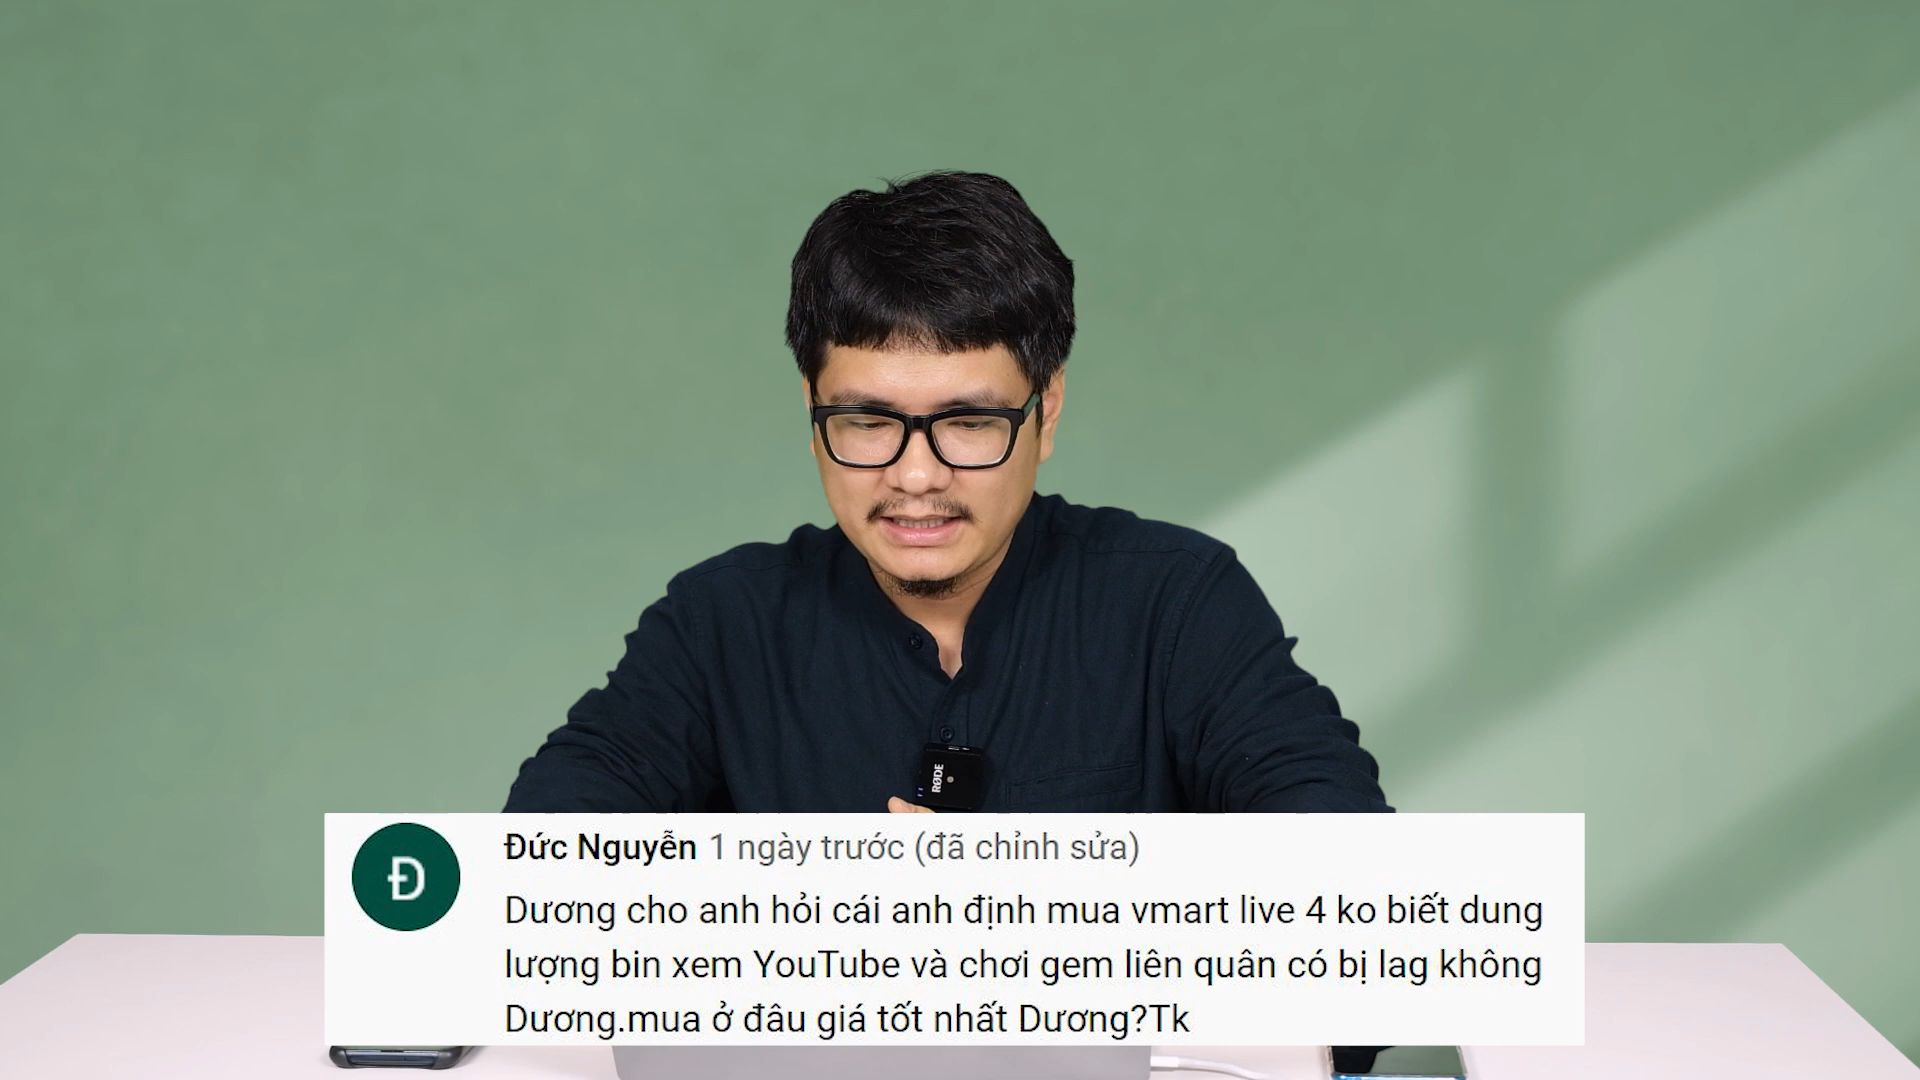 RØDE
Đ
Đức Nguyễn 1 ngày trước (đã chỉnh sửa)
Dương cho anh hỏi cái anh định mua vmart live 4 ko biết dung
lượng bin xem YouTube và chơi gem liên quân có bị lag không
Dương.mua ở đâu giá tốt nhất Dương?Tk